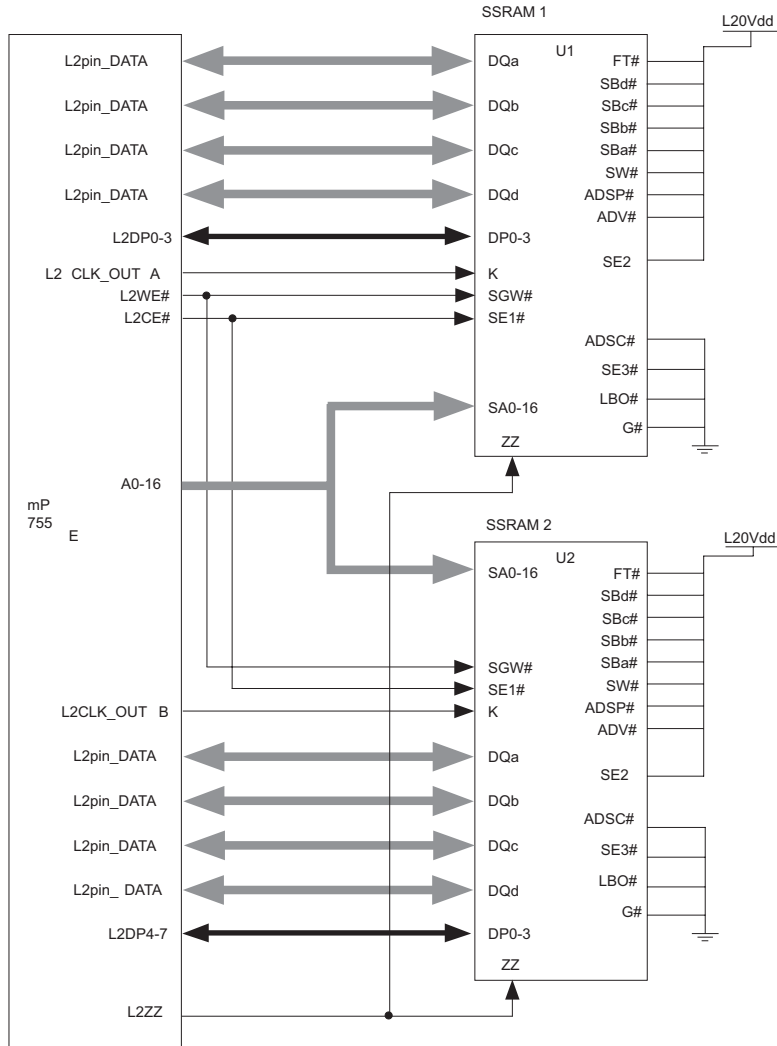 SSRAM 1
L20Vdd
U1
L2pin_DATA
DQa
FT#
SBd#
L2pin_DATA
DQb
SBc#
SBb#
L2pin_DATA
DQc
SBa#
SW#
L2pin_DATA
DQd
ADSP#
ADV#
L2DP0-3
DP0-3
SE2
L2 CLK_OUT A
K
L2WE#
SGW#
L2CE#
SE1#
ADSC#
SE3#
LBO#
SA0-16
G#
ZZ
A0-16
mP
755
E
SSRAM 2
L20Vdd
U2
SA0-16
FT#
SBd#
SBc#
SBb#
SGW#
SBa#
SE1#
SW#
L2CLK_OUT B
K
ADSP#
ADV#
L2pin_DATA
DQa
SE2
L2pin_DATA
DQb
ADSC#
L2pin_DATA
DQc
SE3#
L2pin_ DATA
DQd
LBO#
G#
L2DP4-7
DP0-3
ZZ
L2ZZ